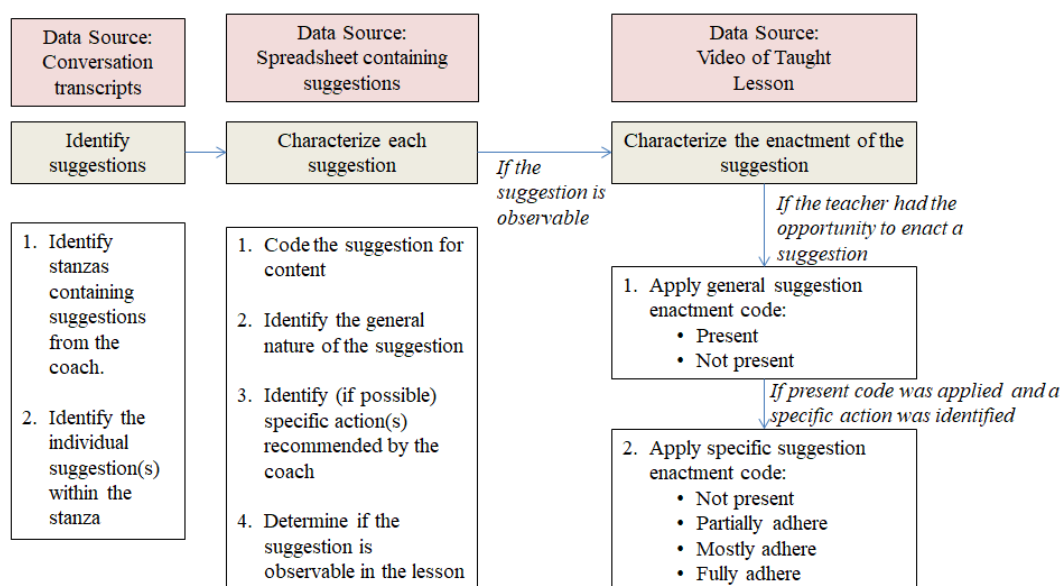 Data Source:
Conversation
transcripts
Data Source:
Spreadsheet containing
suggestions
Data Source:
Video of Taught
Lesson
Identify
suggestions
Characterize each
suggestion
If the
suggestion is
observable
Characterize the enactment of the
suggestion
If the teacher had the
opportunity to enact a
suggestion
1. Identify
stanzas
containing
suggestions
from the
coach.
2. Identify the
individual
suggestion(s)
within the
stanza
1. Code the suggestion for
content
2. Identify the general
nature of the suggestion
3. Identify (if possible)
specific action(s)
recommended by the
coach
4. Determine if the
suggestion is
observable in the lesson
1. Apply general suggestion
enactment code:
• Present
• Not present
If present code was applied and a
specific action was identified
2. Apply specific suggestion
enactment code:
• Not present
• Partially adhere
• Mostly adhere
• Fully adhere